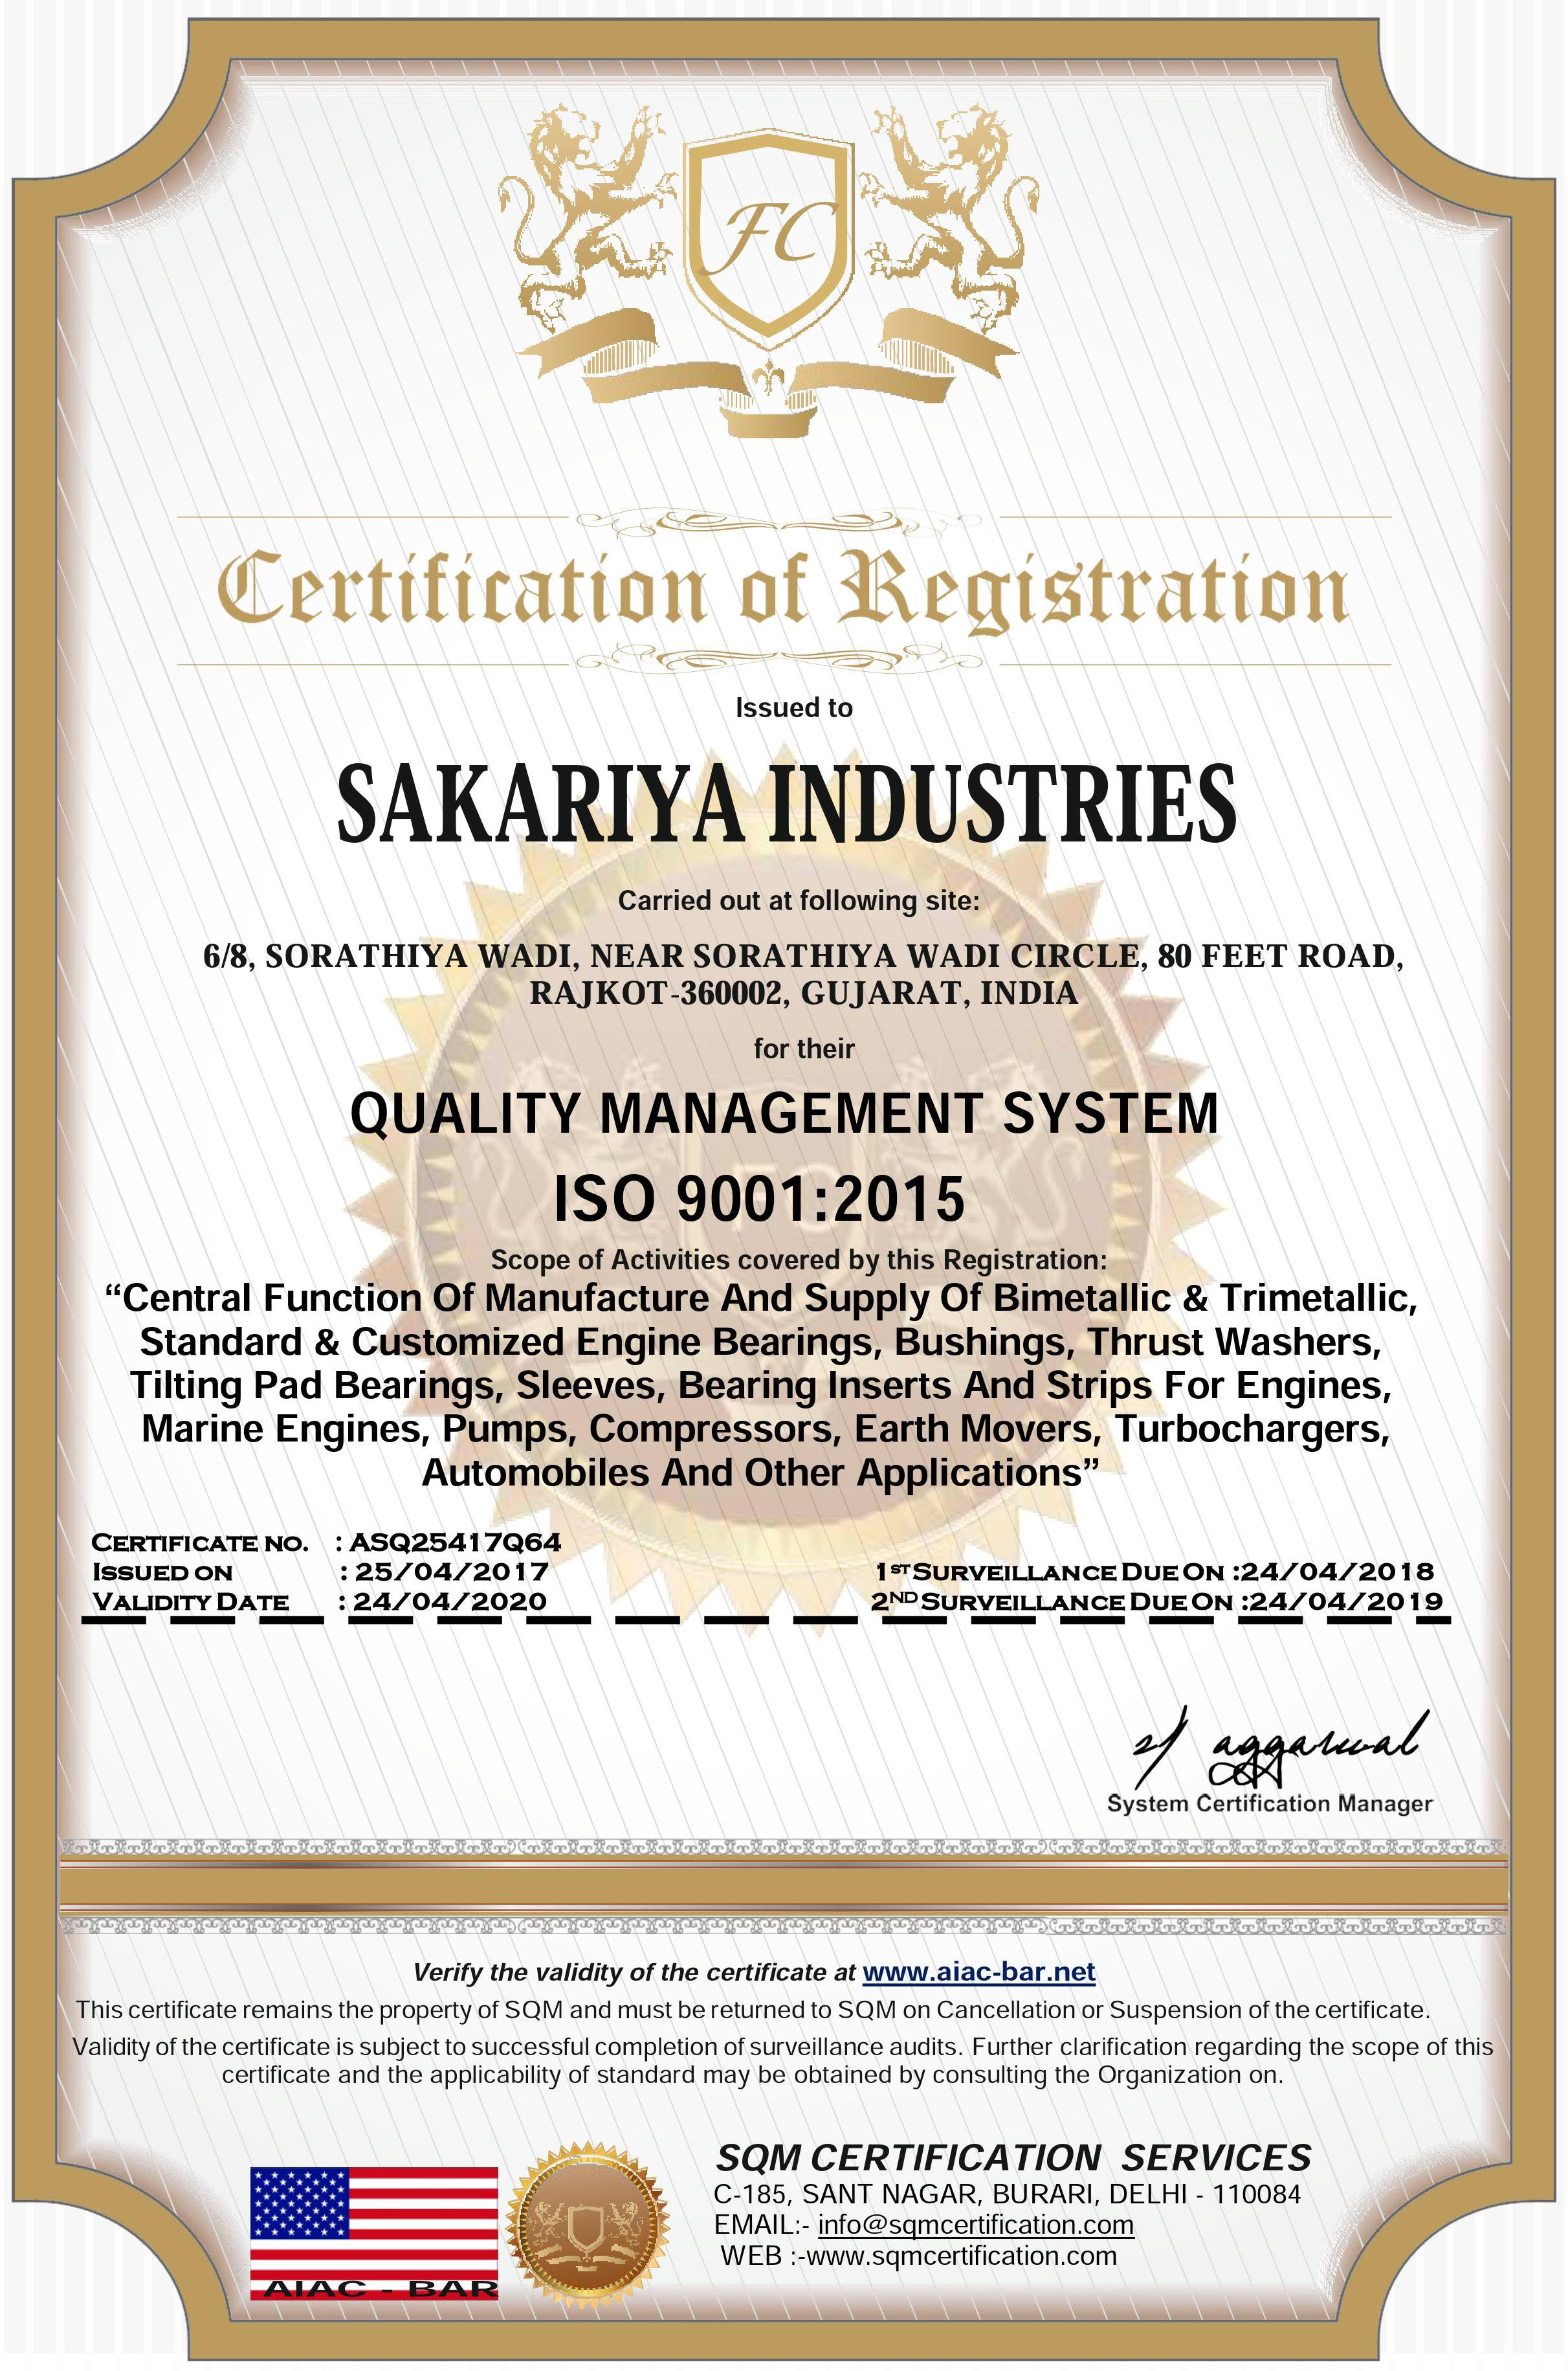 FC
Certification of Registration
Issued to
SAKARIYA INDUSTRIES
Carried out at following site:
6/8, SORATHIYA WADI, NEAR SORATHIYA WADI CIRCLE, 80 FEET ROAD,
RAJKOT-360002, GUJARAT, INDIA
for their
QUALITY MANAGEMENT SYSTEM
ISO 9001:2015
Scope of Activities covered by this Registration:
“Central Function Of Manufacture And Supply Of Bimetallic & Trimetallic,
Standard & Customized Engine Bearings, Bushings, Thrust Washers,
Tilting Pad Bearings, Sleeves, Bearing Inserts And Strips For Engines,
Marine Engines, Pumps, Compressors, Earth Movers, Turbochargers,
Automobiles And Other Applications”
CERTIFICATE NO. : ASQ25417Q64
ISSUED ON : 25/04/2017 1ST SURVEILLANCE DUE ON :24/04/2018
VALIDITY DATE : 24/04/2020 2ND SURVEILLANCE DUE ON :24/04/2019
aggarwal
System Certification Manager
Verify the validity of the certificate at www.aiac-bar.net
This certificate remains the property of SQM and must be returned to SQM on Cancellation or Suspension of the certificate.
Validity of the certificate is subject to successful completion of surveillance audits. Further clarification regarding the scope of this
certificate and the applicability of standard may be obtained by consulting the Organization on.
SQM CERTIFICATION SERVICES
C-185, SANT NAGAR, BURARI, DELHI - 110084
EMAIL:- info@sqmcertification.com
WEB :-www.sqmcertification.com
AIAC - BAR